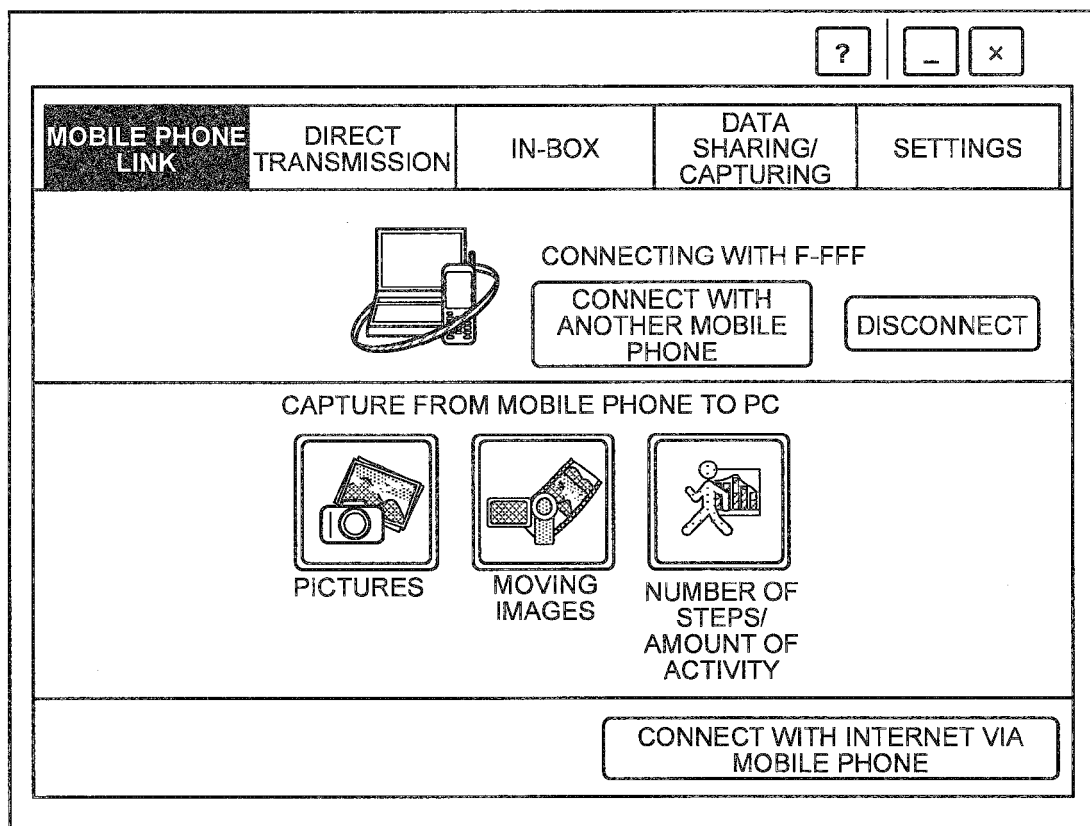 ? _ ×
MOBILE PHONE
LINK
DIRECT
TRANSMISSION
IN-BOX
DATA
SHARING/
CAPTURING
SETTINGS
CONNECTING WITH F-FFF
CONNECT WITH
ANOTHER MOBILE
PHONE
DISCONNECT
CAPTURE FROM MOBILE PHONE TO PC
PICTURES
MOVING
IMAGES
NUMBER OF
STEPS/
AMOUNT OF
ACTIVITY
CONNECT WITH INTERNET VIA
MOBILE PHONE